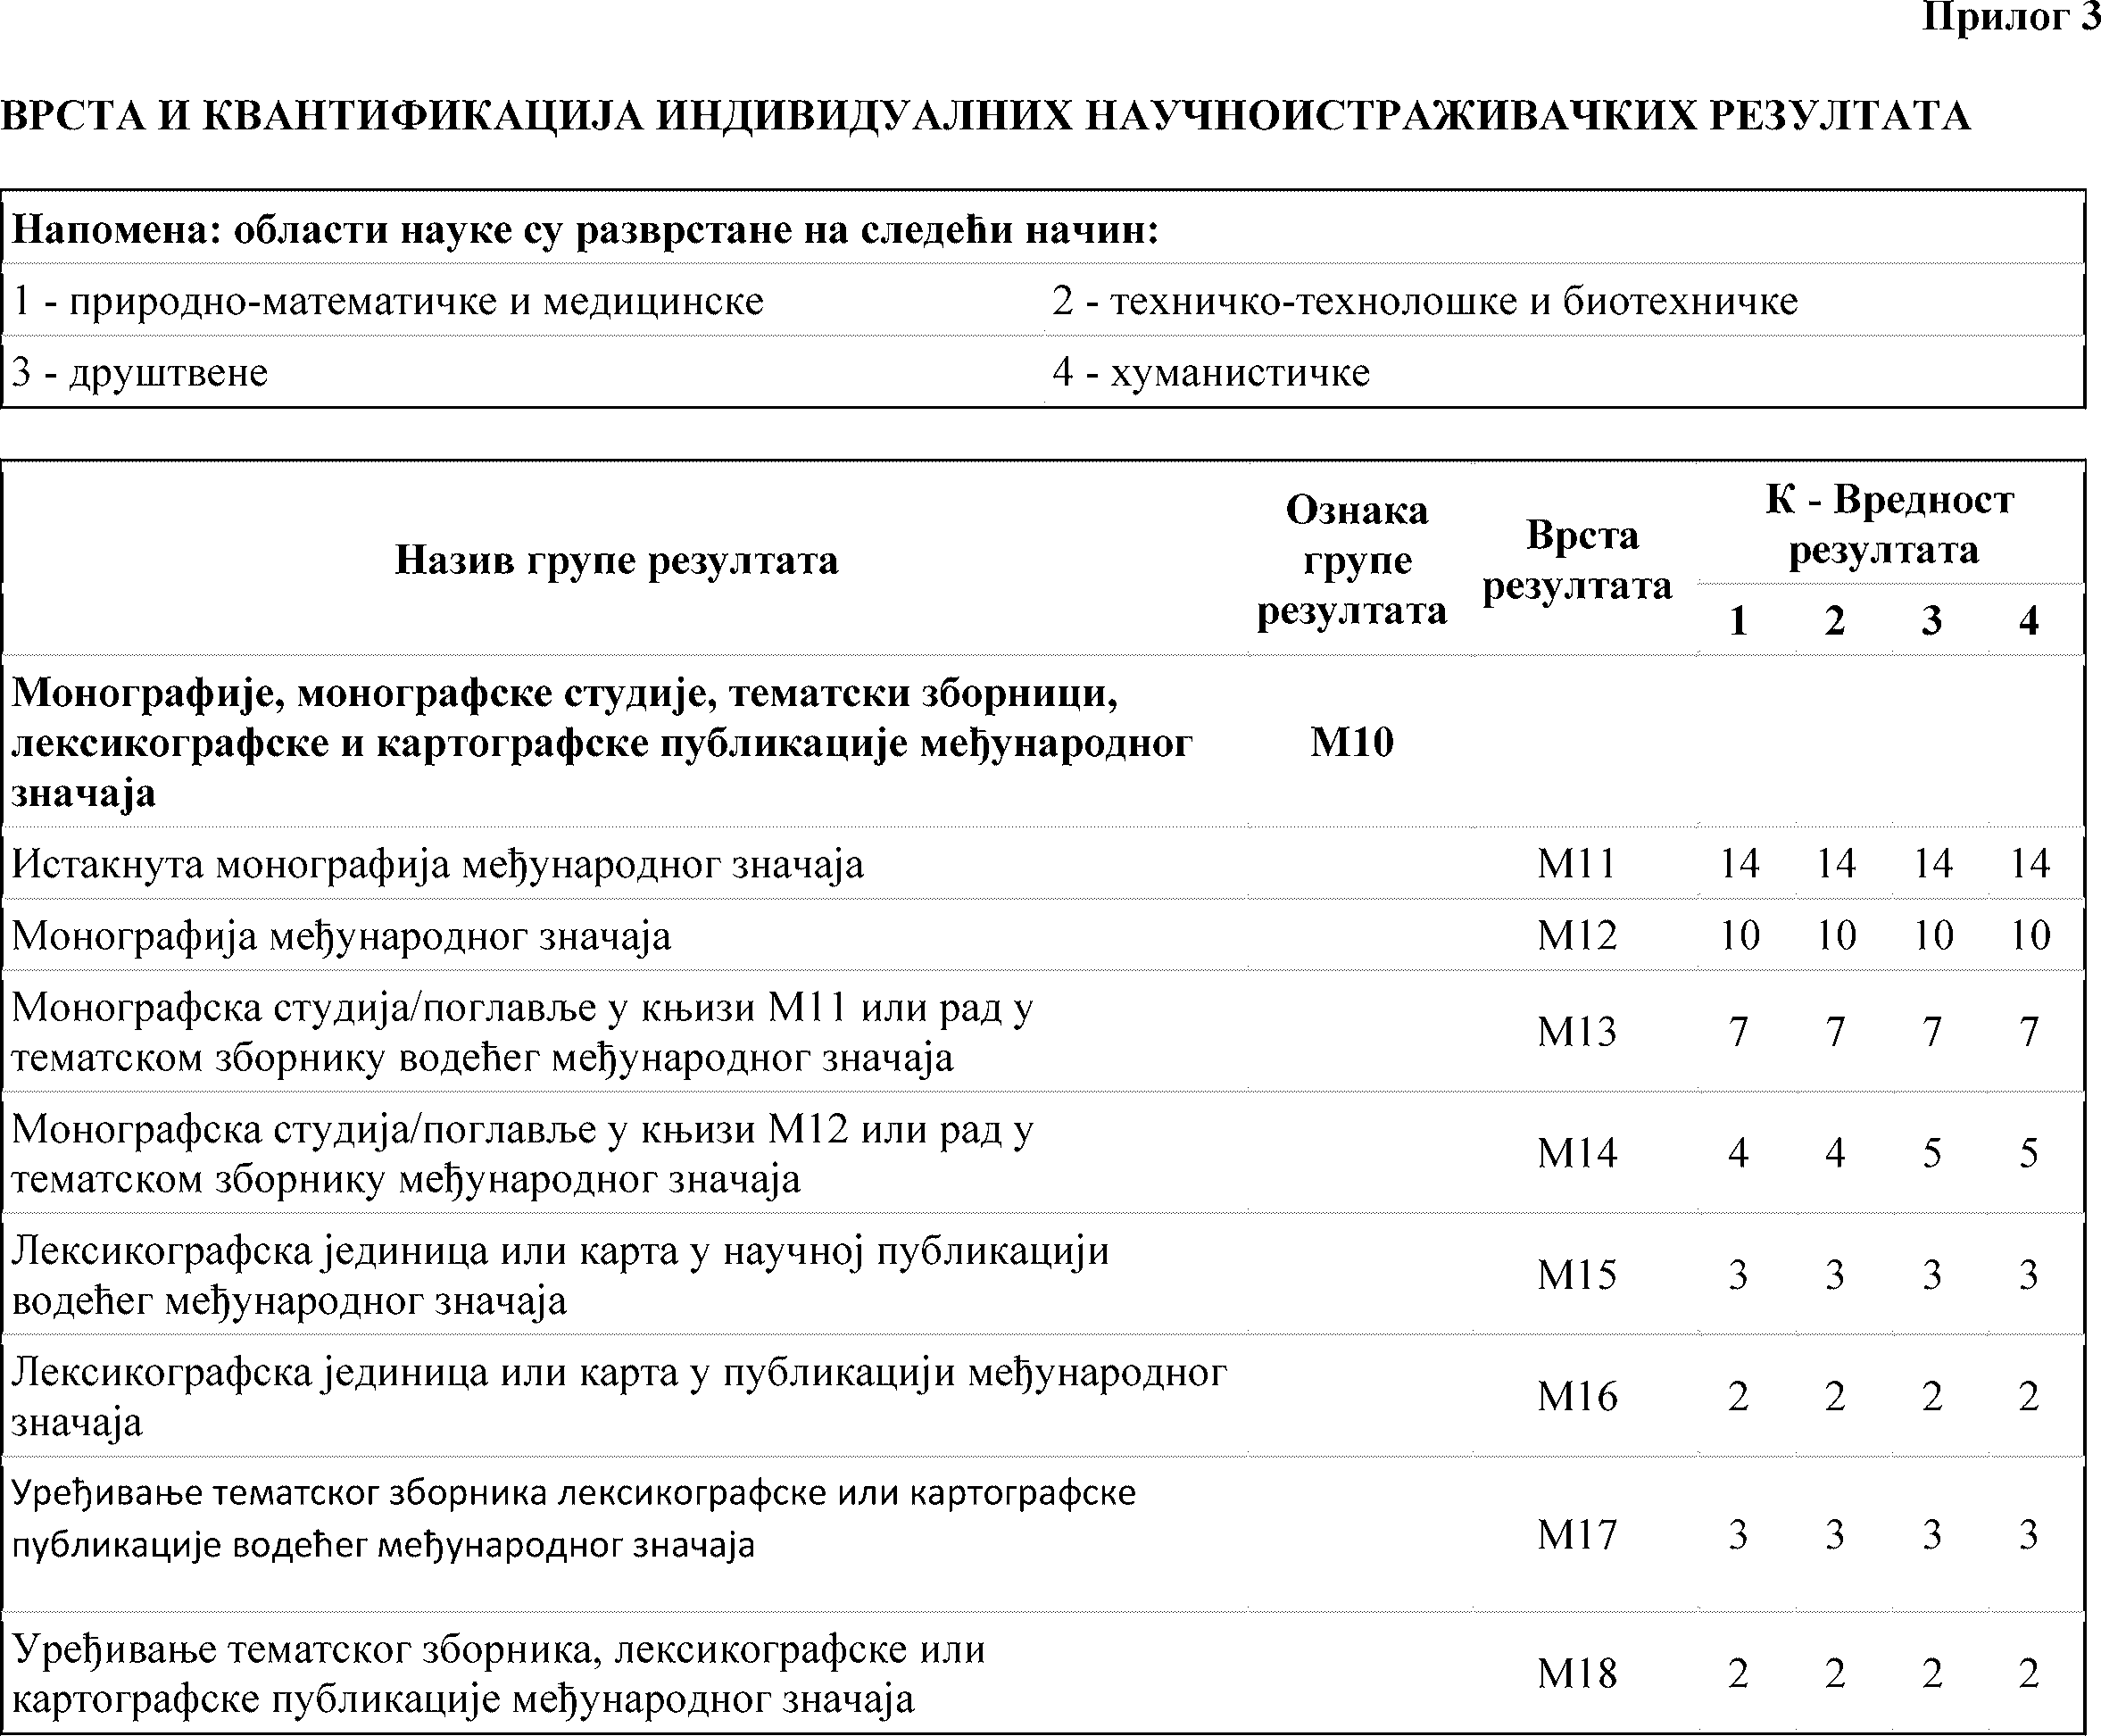 Прилог 3
ВРСТА И КВАНТИФИКАЦИЈА ИНДИВИДУАЛНИХ НАУЧНОИСТРАЖИВАЧКИХ РЕЗУЛТАТА
Напомена: области науке су разврстане на следећи начин:
1 - природно-математичке и медицинске 2 - техничко-технолошке и биотехничке
3 - друштвене 4 - хуманистичке
Назив групе резултата
Ознака
групе
резултата
Врста
резултата
К - Вредност
резултата
1 2 3 4
Монографије, монографске студије, тематски зборници,
лексикографске и картографске публикације међународног
значаја
М10
Истакнута монографија међународног значаја М11 14 14 14 14
Монографија међународног значаја М12 10 10 10 10
Монографска студија/поглавље у књизи М11 или рад у
тематском зборнику водећег међународног значаја
М13 7 7 7 7
Монографска студија/поглавље у књизи М12 или рад у
тематском зборнику међународног значаја
М14 4 4 5 5
Лексикографска јединица или карта у научној публикацији
водећег међународног значаја
М15 3 3 3 3
Лексикографска јединица или карта у публикацији међународног
значаја
М16 2 2 2 2
Уређивање тематског зборника лексикографске или картографске
публикације водећег међународног значаја
М17 3 3 3 3
Уређивање тематског зборника, лексикографске или
картографске публикације међународног значаја
М18 2 2 2 2